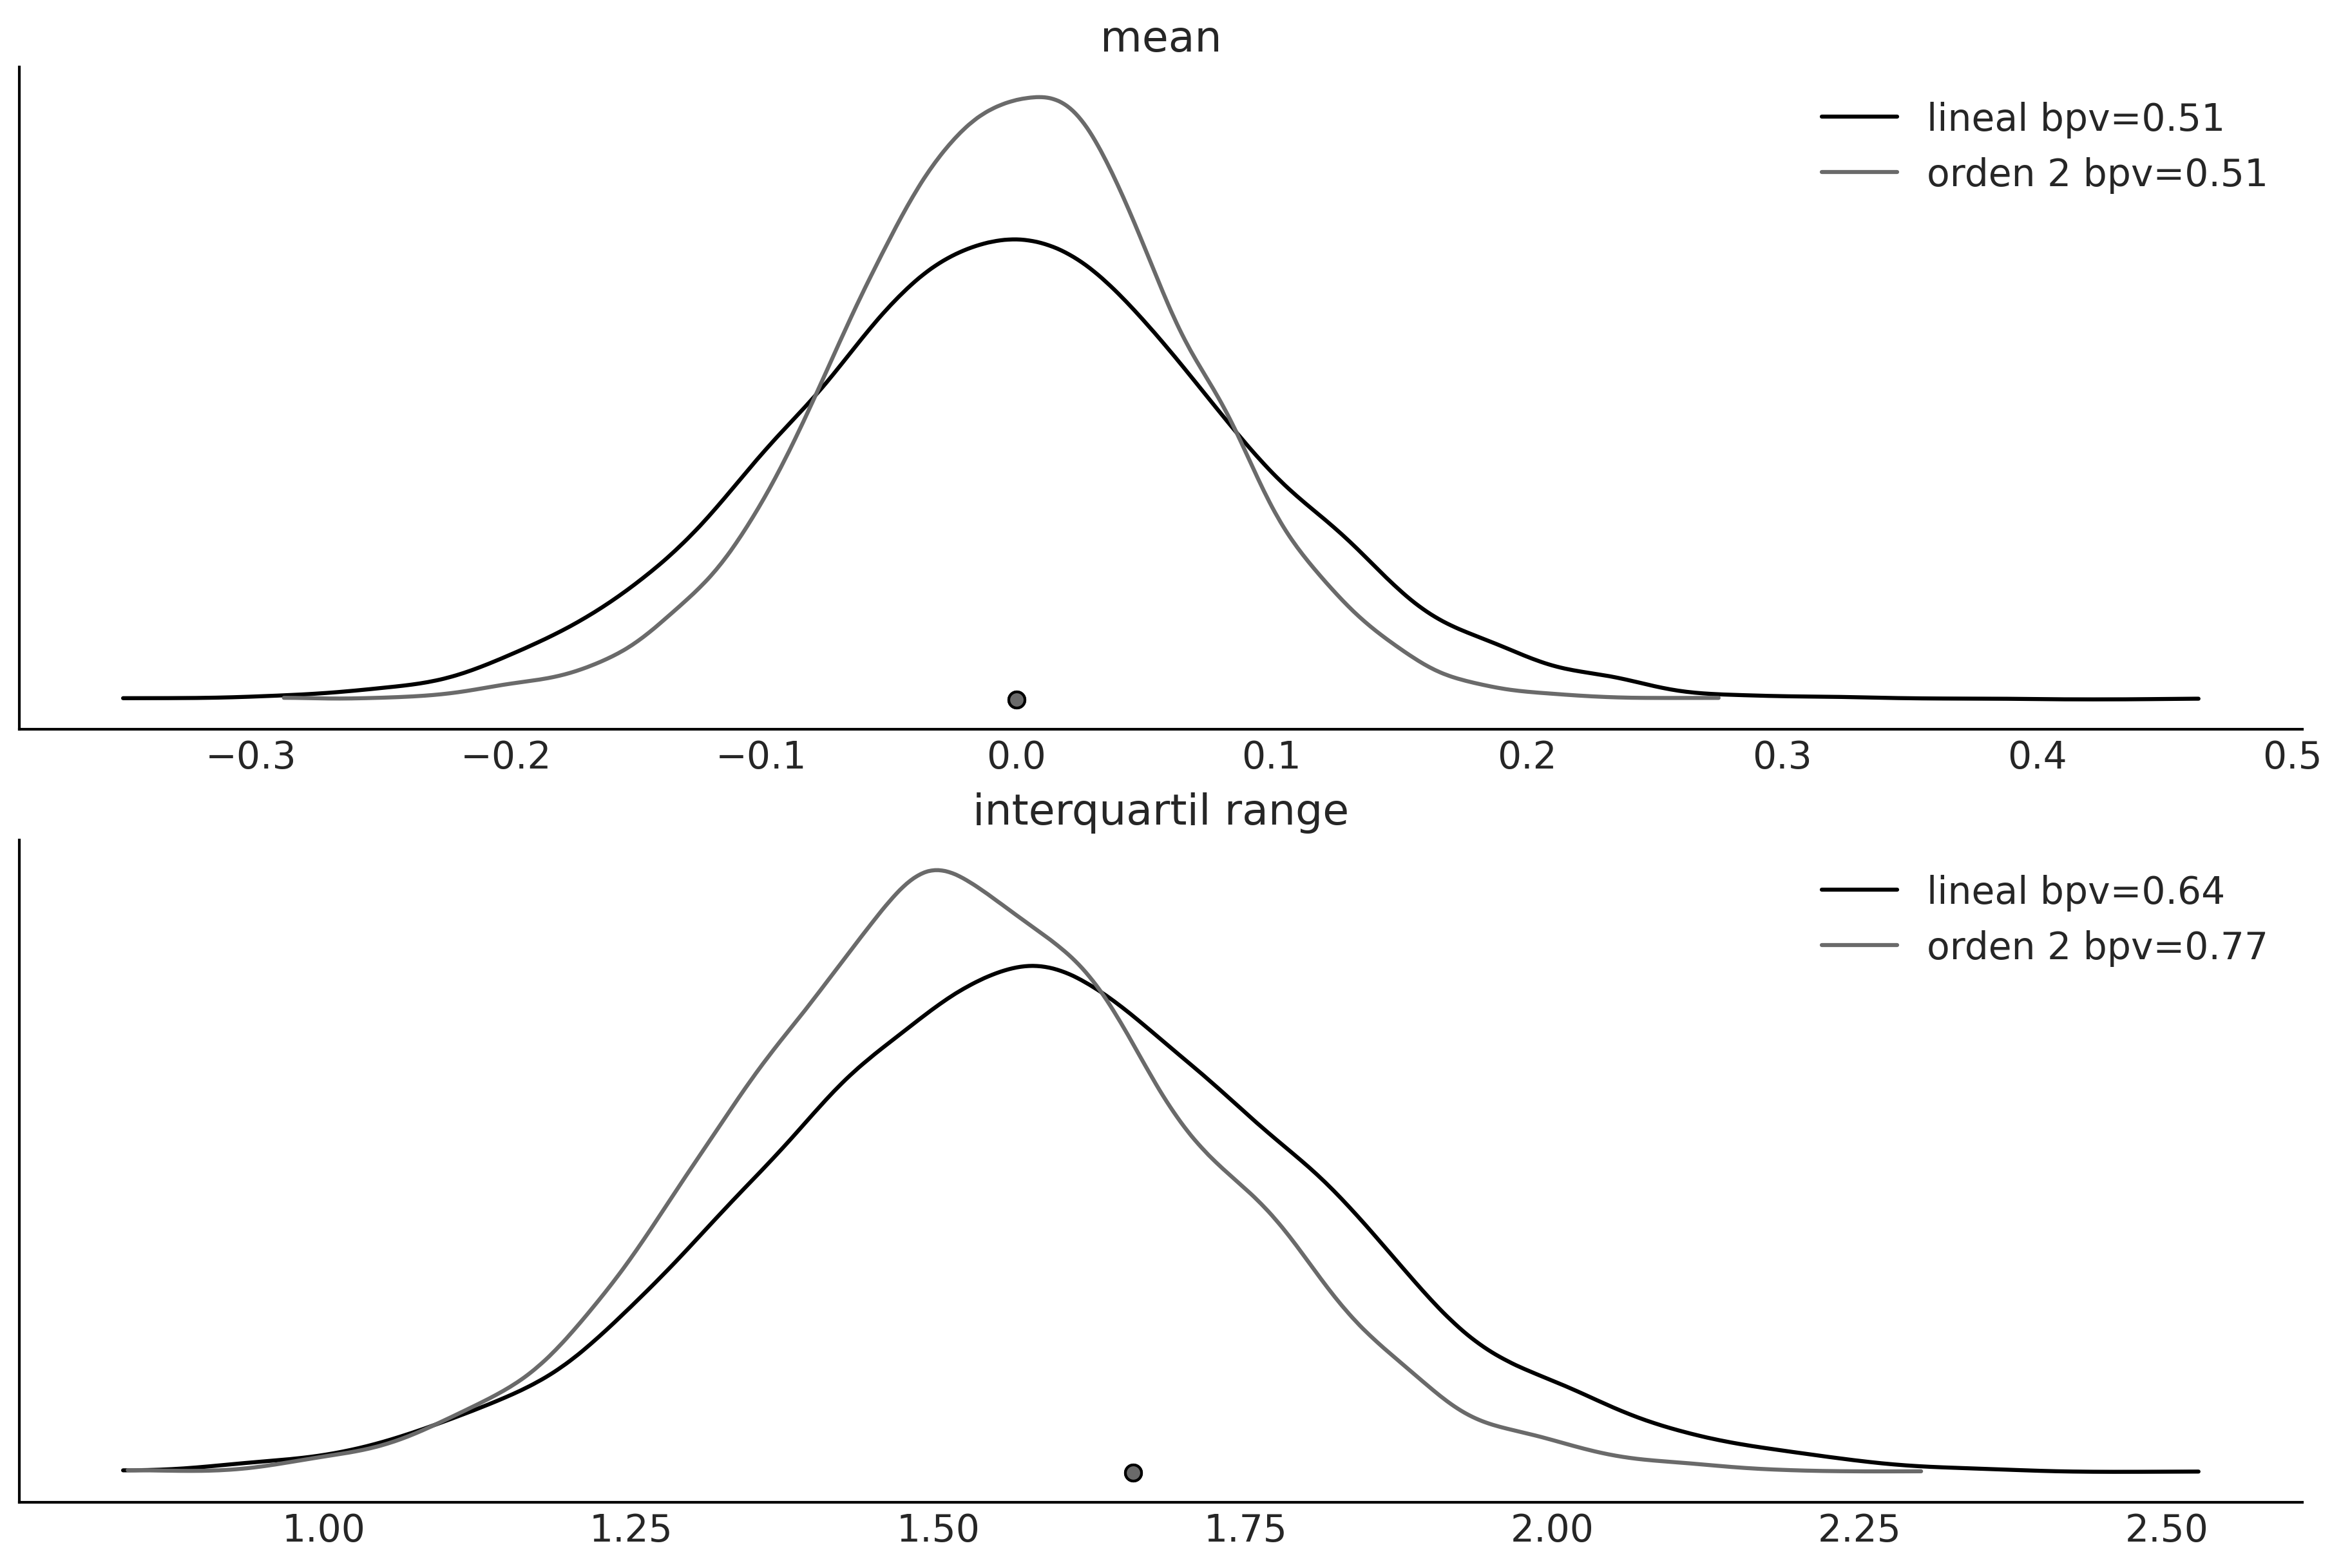 mean
lineal bpv=0.51
orden 2 bpv=0.51
−0.3 −0.2 −0.1 0.0 0.1 0.2 0.3 0.4 0.5
interquartil range
lineal bpv=0.64
orden 2 bpv=0.77
1.00 1.25 1.50 1.75 2.00 2.25 2.50